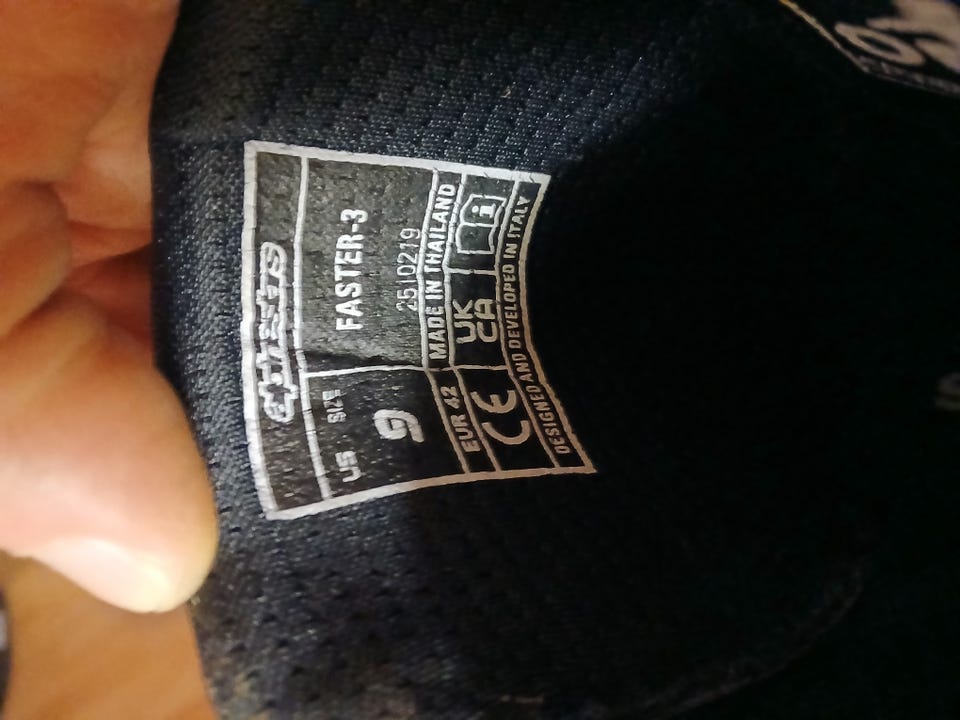 alpinestars
US SIZE
9
FASTER-3
2510219
EUR 42
MADE IN THAILAND
CE
UK
CA
DESIGNED AND DEVELOPED IN ITALY